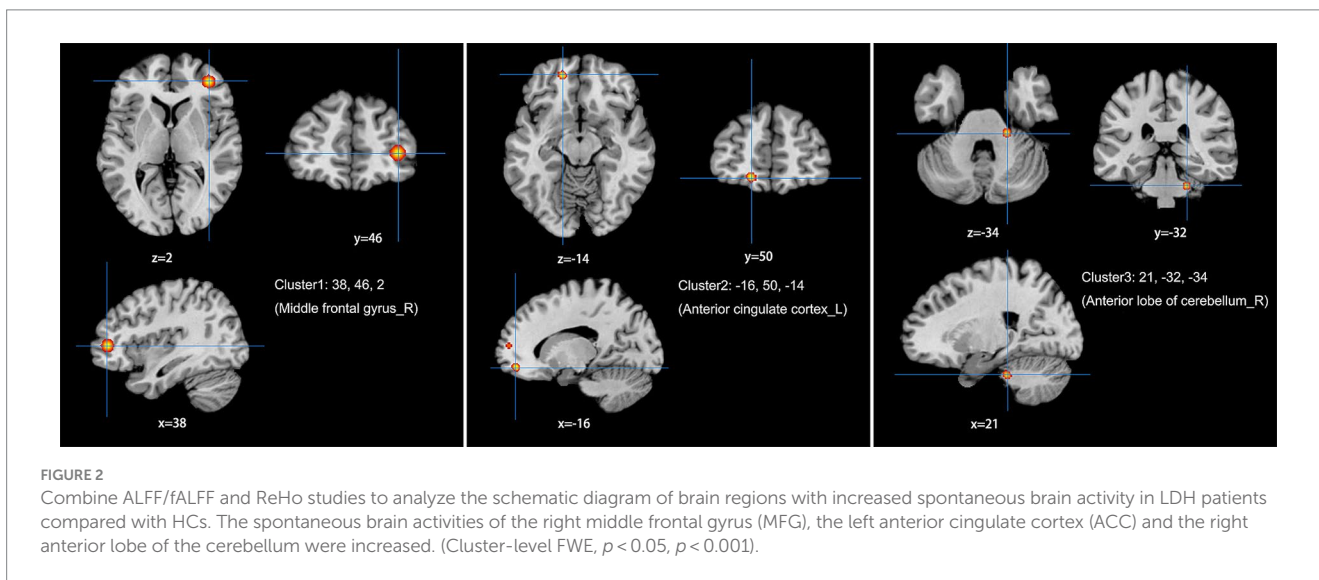 z=2
y=46
Cluster1: 38, 46, 2
(Middle frontal gyrus_R)
x=38
z=-14
y=50
Cluster2: -16, 50, -14
(Anterior cingulate cortex_L)
x=-16
z=-34
y=-32
Cluster3: 21, -32, -34
(Anterior lobe of cerebellum_R)
x=21
FIGURE 2
Combine ALFF/fALFF and ReHo studies to analyze the schematic diagram of brain regions with increased spontaneous brain activity in LDH patients
compared with HCs. The spontaneous brain activities of the right middle frontal gyrus (MFG), the left anterior cingulate cortex (ACC) and the right
anterior lobe of the cerebellum were increased. (Cluster-level FWE, p < 0.05, p < 0.001).